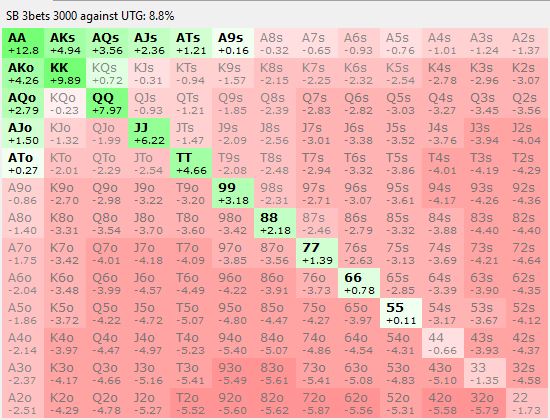 SB 3bets 3000 against UTG: 8.8%
AA AKs AQs AJs ATs A9s A8s A7s A6s A5s A4s A3s A2s
+12.8 +4.94 +3.56 +2.36 +1.21 +0.16 -0.32 -0.65 -0.93 -0.76 -1.01 -1.24 -1.37
AKo KK KQs KJs KTs K9s K8s K7s K6s K5s K4s K3s K2s
+4.26 +9.89 +0.72 -0.31 -0.94 -1.57 -2.15 -2.25 -2.32 -2.54 -2.78 -2.96 -3.07
AQo KQo QQ QJs QTs Q9s Q8s Q7s Q6s Q5s Q4s Q3s Q2s
+2.79 -0.23 +7.97 -0.93 -1.21 -1.85 -2.39 -2.83 -2.82 -3.03 -3.27 -3.45 -3.56
AJo KJo QJo JJ JTs J9s J8s J7s J6s J5s J4s J3s J2s
+1.50 -1.32 -1.99 +6.22 -1.47 -2.09 -2.56 -3.01 -3.38 -3.52 -3.76 -3.94 -4.04
ATo KTo QTo JTo TT T9s T8s T7s T6s T5s T4s T3s T2s
+0.27 -2.01 -2.29 -2.54 +4.66 -2.08 -2.48 -2.94 -3.32 -3.86 -4.01 -4.19 -4.29
A9o K9o Q9o J9o T9o 99 98s 97s 96s 95s 94s 93s 92s
-0.86 -2.70 -2.98 -3.22 -3.20 +3.18 -2.31 -2.71 -3.07 -3.61 -4.17 -4.26 -4.36
A8o K8o Q8o J8o T8o 98o 88 87s 86s 85s 84s 83s 82s
-1.40 -3.31 -3.54 -3.70 -3.60 -3.42 +2.18 -2.46 -2.79 -3.32 -3.88 -4.40 -4.40
A7o K7o Q7o J7o T7o 97o 87o 77 76s 75s 74s 73s 72s
-1.75 -3.42 -4.01 -4.18 -4.09 -3.85 -3.56 +1.39 -2.63 -3.13 -3.69 -4.21 -4.64
A6o K6o Q6o J6o T6o 96o 86o 76o 66 65s 64s 63s 62s
-2.04 -3.48 -3.99 -4.57 -4.49 -4.22 -3.91 -3.73 +0.78 -2.85 -3.39 -3.90 -4.35
A5o K5o Q5o J5o T5o 95o 85o 75o 65o 55 54s 53s 52s
-1.86 -3.72 -4.22 -4.72 -5.07 -4.80 -4.47 -4.27 -3.97 +0.11 -3.17 -3.67 -4.12
A4o K4o Q4o J4o T4o 94o 84o 74o 64o 54o 44 43s 42s
-2.14 -3.97 -4.47 -4.97 -5.23 -5.40 -5.07 -4.86 -4.54 -4.31 -0.66 -3.93 -4.37
A3o K3o Q3o J3o T3o 93o 83o 73o 63o 53o 43o 33 32s
-2.37 -4.17 -4.66 -5.16 -5.41 -5.49 -5.61 -5.41 -5.08 -4.83 -5.10 -1.35 -4.58
A2o K2o Q2o J2o T2o 92o 82o 72o 62o 52o 42o 32o 22
-2.51 -4.29 -4.78 -5.27 -5.52 -5.60 -5.62 -5.87 -5.56 -5.31 -5.58 -5.79 -1.73